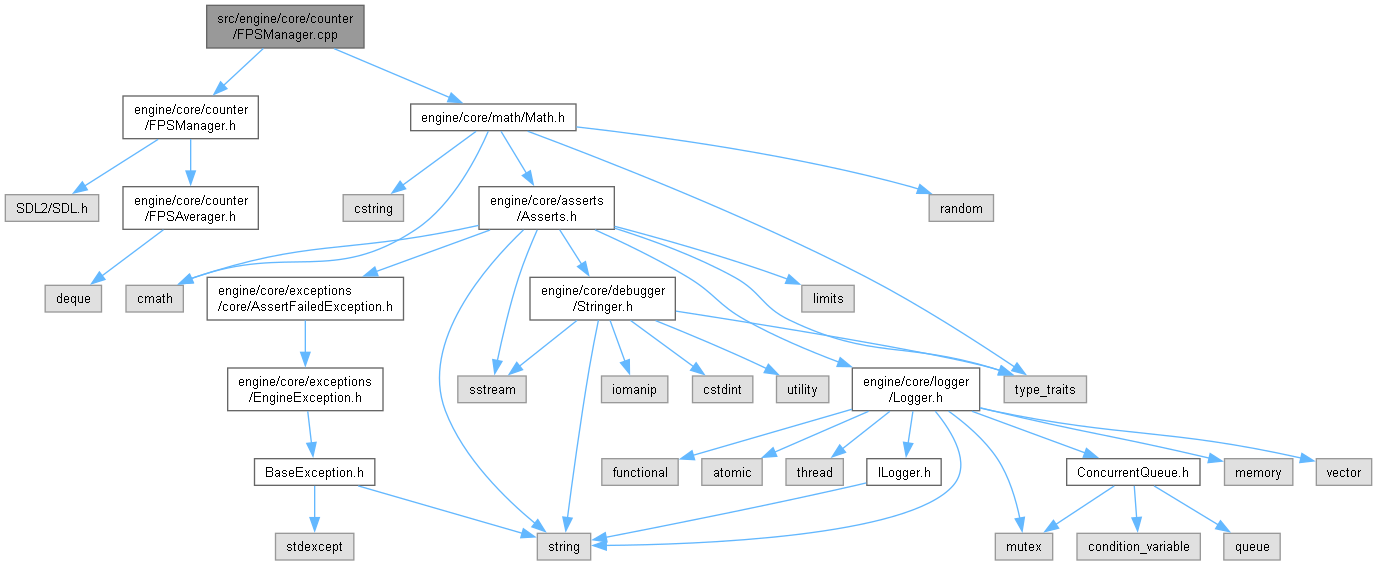 src/engine/core/counter
/FPSManager.cpp
engine/core/counter
/FPSManager.h
engine/core/math/Math.h
SDL2/SDL.h
engine/core/counter
/FPSAverager.h
cstring
engine/core/asserts
/Asserts.h
random
deque
cmath
engine/core/exceptions
/core/AssertFailedException.h
engine/core/debugger
/Stringer.h
limits
engine/core/exceptions
/EngineException.h
sstream
iomanip
cstdint
utility
engine/core/logger
/Logger.h
type_traits
BaseException.h
functional
atomic
thread
ILogger.h
ConcurrentQueue.h
memory
vector
stdexcept
string
mutex
condition_variable
queue